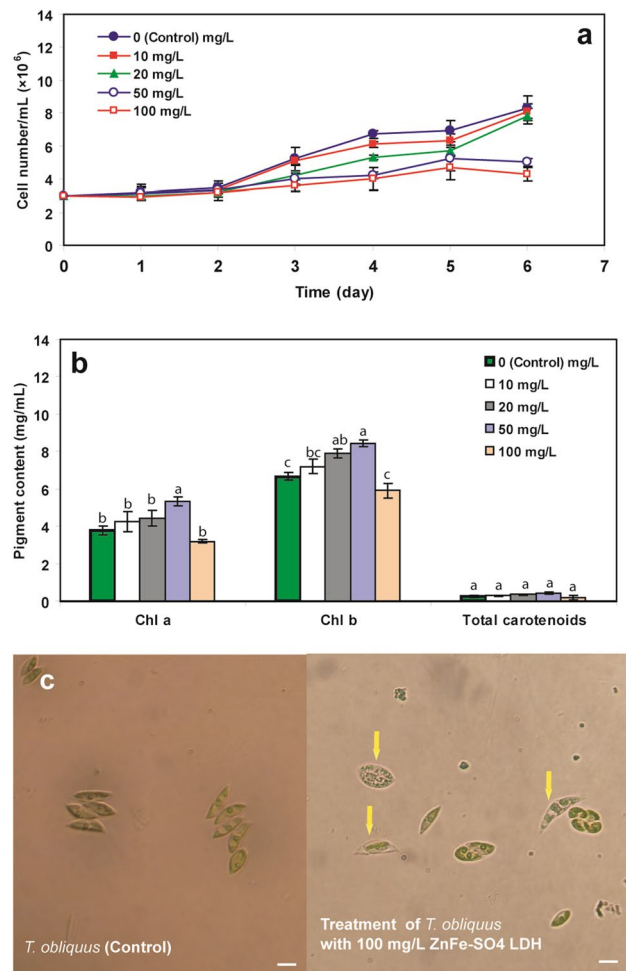 a
14
12
10
8
6
4
2
0
Cell number/mL (×10⁶)
0 (Control) mg/L
10 mg/L
20 mg/L
50 mg/L
100 mg/L
0 1 2 3 4 5 6 7
Time (day)
b
14
12
10
8
6
4
2
0
Pigment content (mg/mL)
0 (Control) mg/L
10 mg/L
20 mg/L
50 mg/L
100 mg/L
b b b a b
c bc ab a c
a a a a a
Chl a Chl b Total carotenoids
c
T. obliquus (Control)
Treatment of T. obliquus
with 100 mg/L ZnFe-SO4 LDH